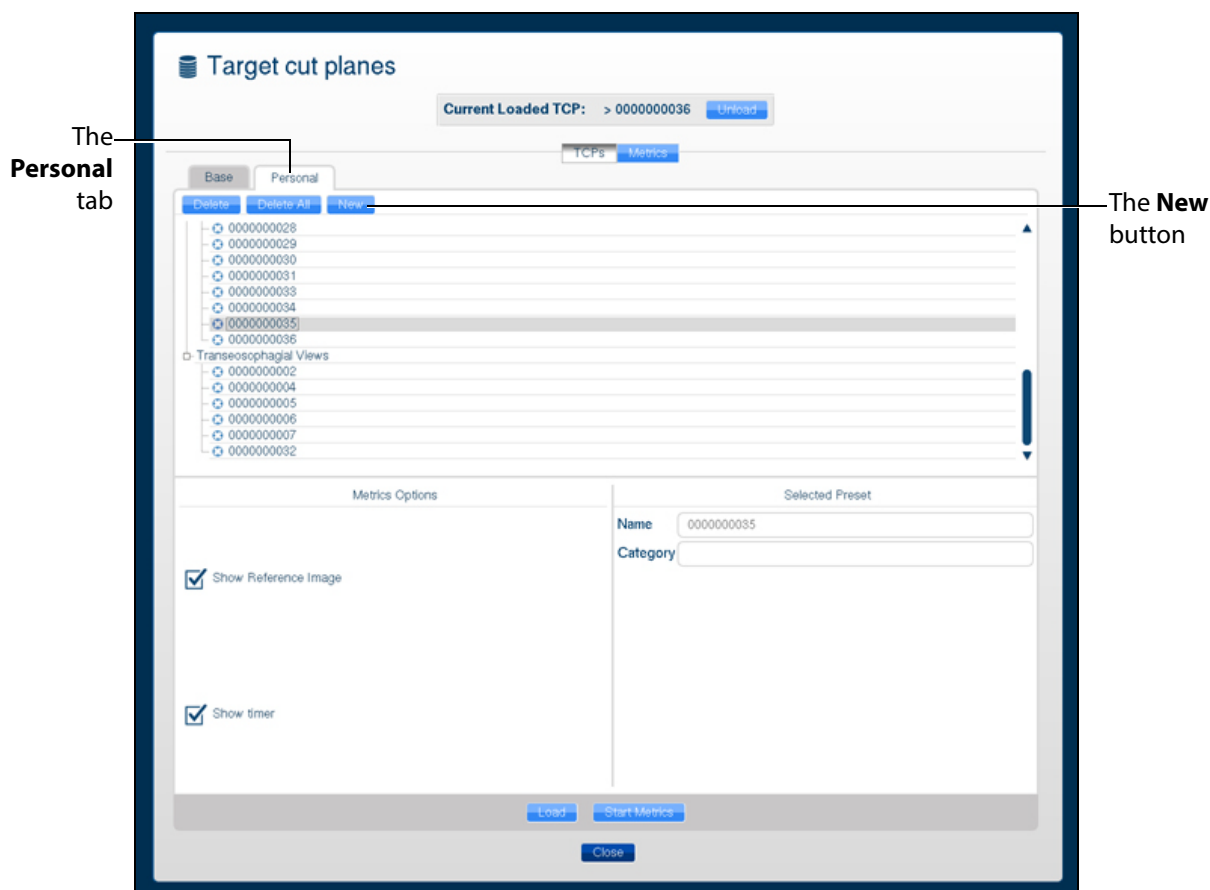 Target cut planes
Current Loaded TCP: > 0000000036 Unload
The
Personal
tab
TCPs Metrics
Base Personal
Delete Delete All New
The New
button
0000000028
0000000029
0000000030
0000000031
0000000033
0000000034
0000000035
0000000036
Transeosophagial Views
0000000002
0000000004
0000000005
0000000006
0000000007
0000000032
Metrics Options
Selected Preset
Name 0000000035
Category
Show Reference Image
Show timer
Load Start Metrics
Close